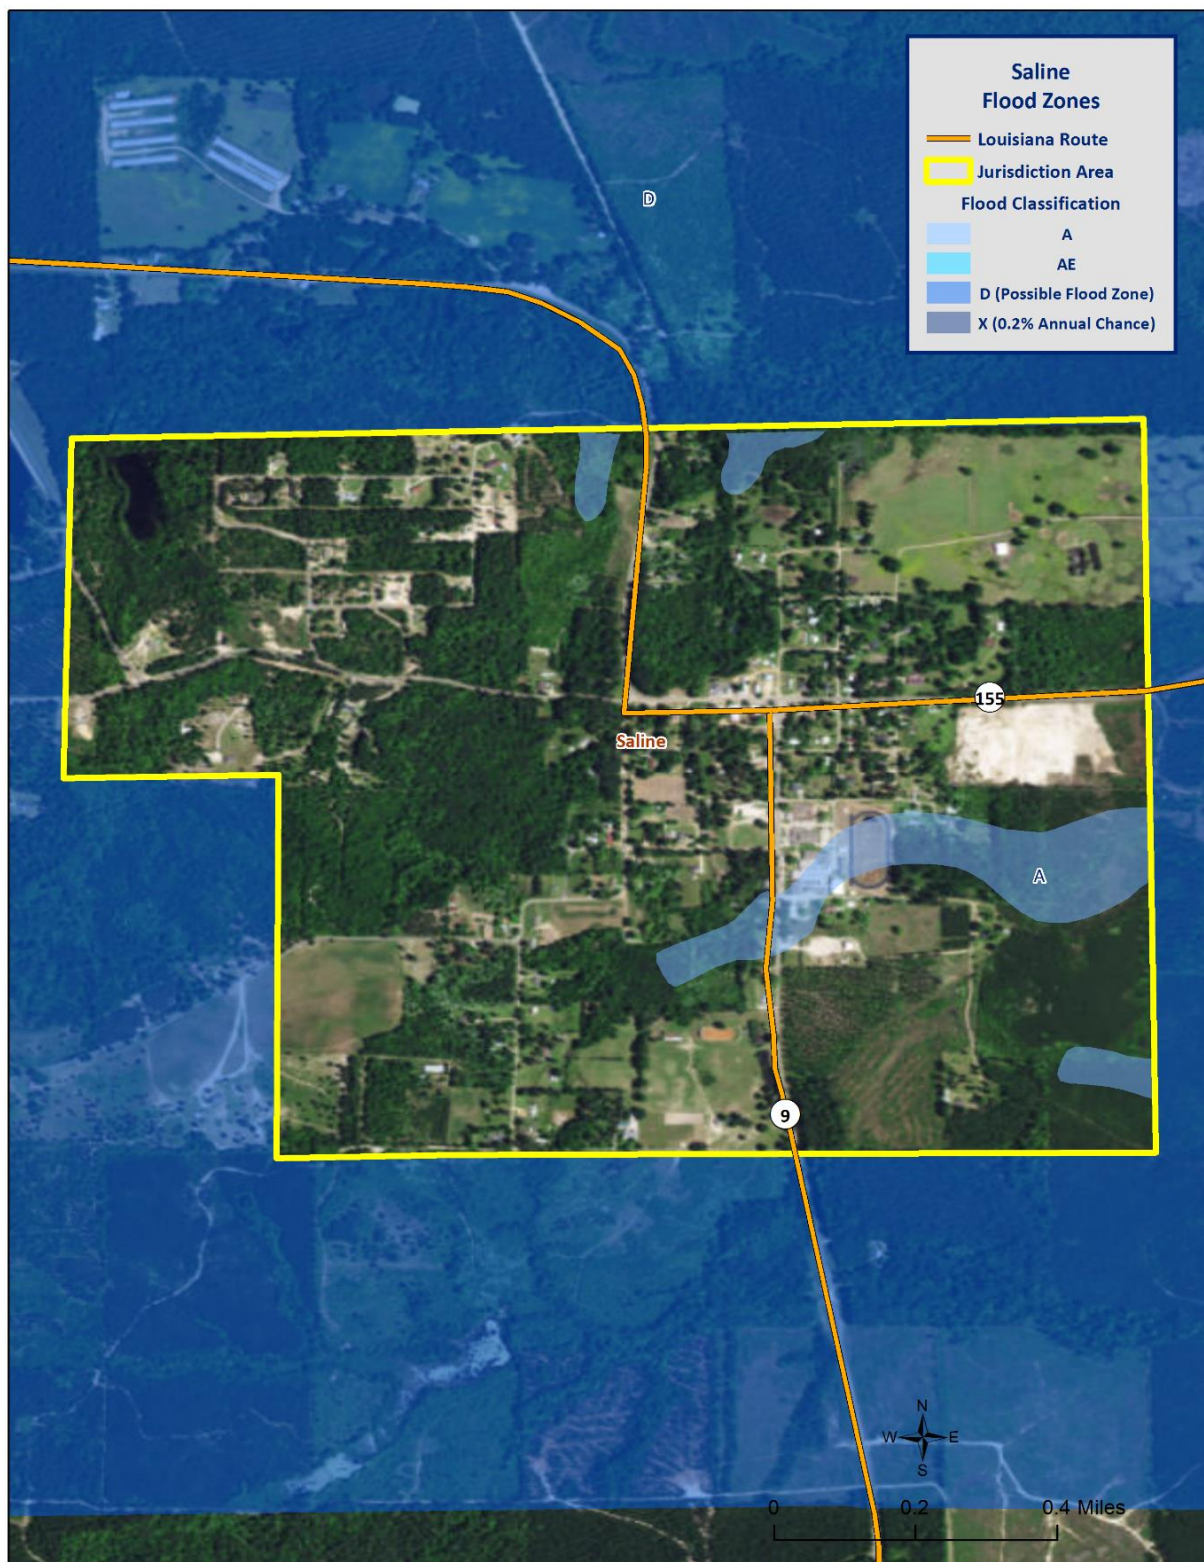 Saline
Flood Zones
Louisiana Route
Jurisdiction Area
Flood Classification
A
AE
D (Possible Flood Zone)
X (0.2% Annual Chance)
D
155
Saline
A
9
N
W E
S
0 0.2 0.4 Miles